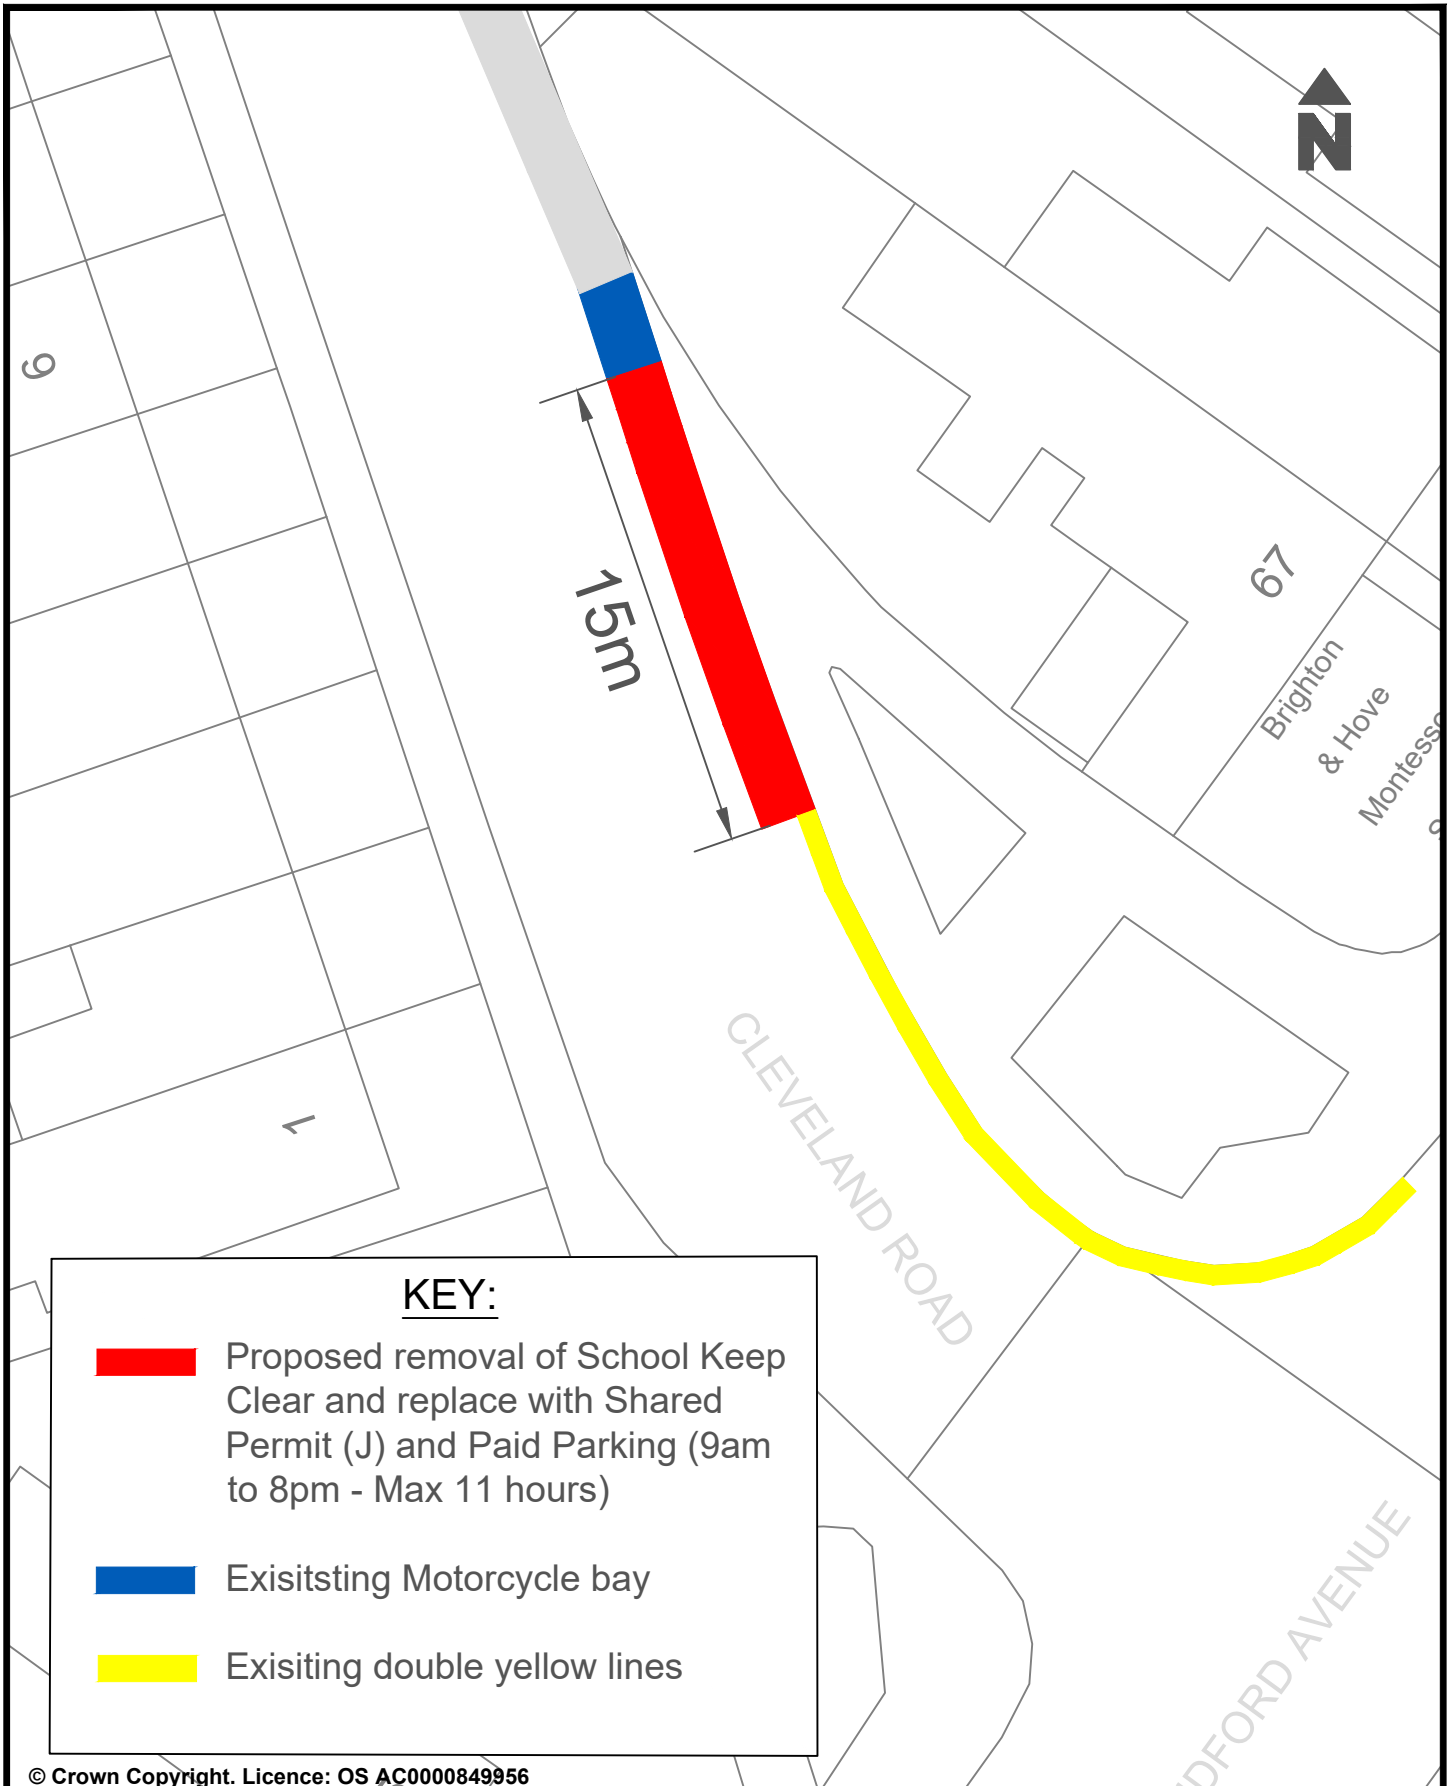 N
9
15m
67
Brighton
& Hove
CLEVELAND ROAD
1
KEY:
Proposed removal of School Keep
Clear and replace with Shared
Permit (J) and Paid Parking (9am
to 8pm - Max 11 hours)
Exisitsting Motorcycle bay
Exisiting double yellow lines
AVENUE
© Crown Copyright. Licence: OS AC0000849956